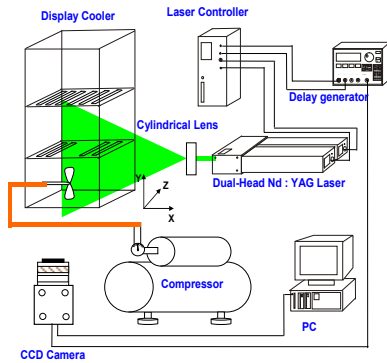 Display Cooler
Laser Controller
Delay generator
Cylindrical Lens
Dual-Head Nd : YAG Laser
Y
Z
X
Compressor
PC
CCD Camera